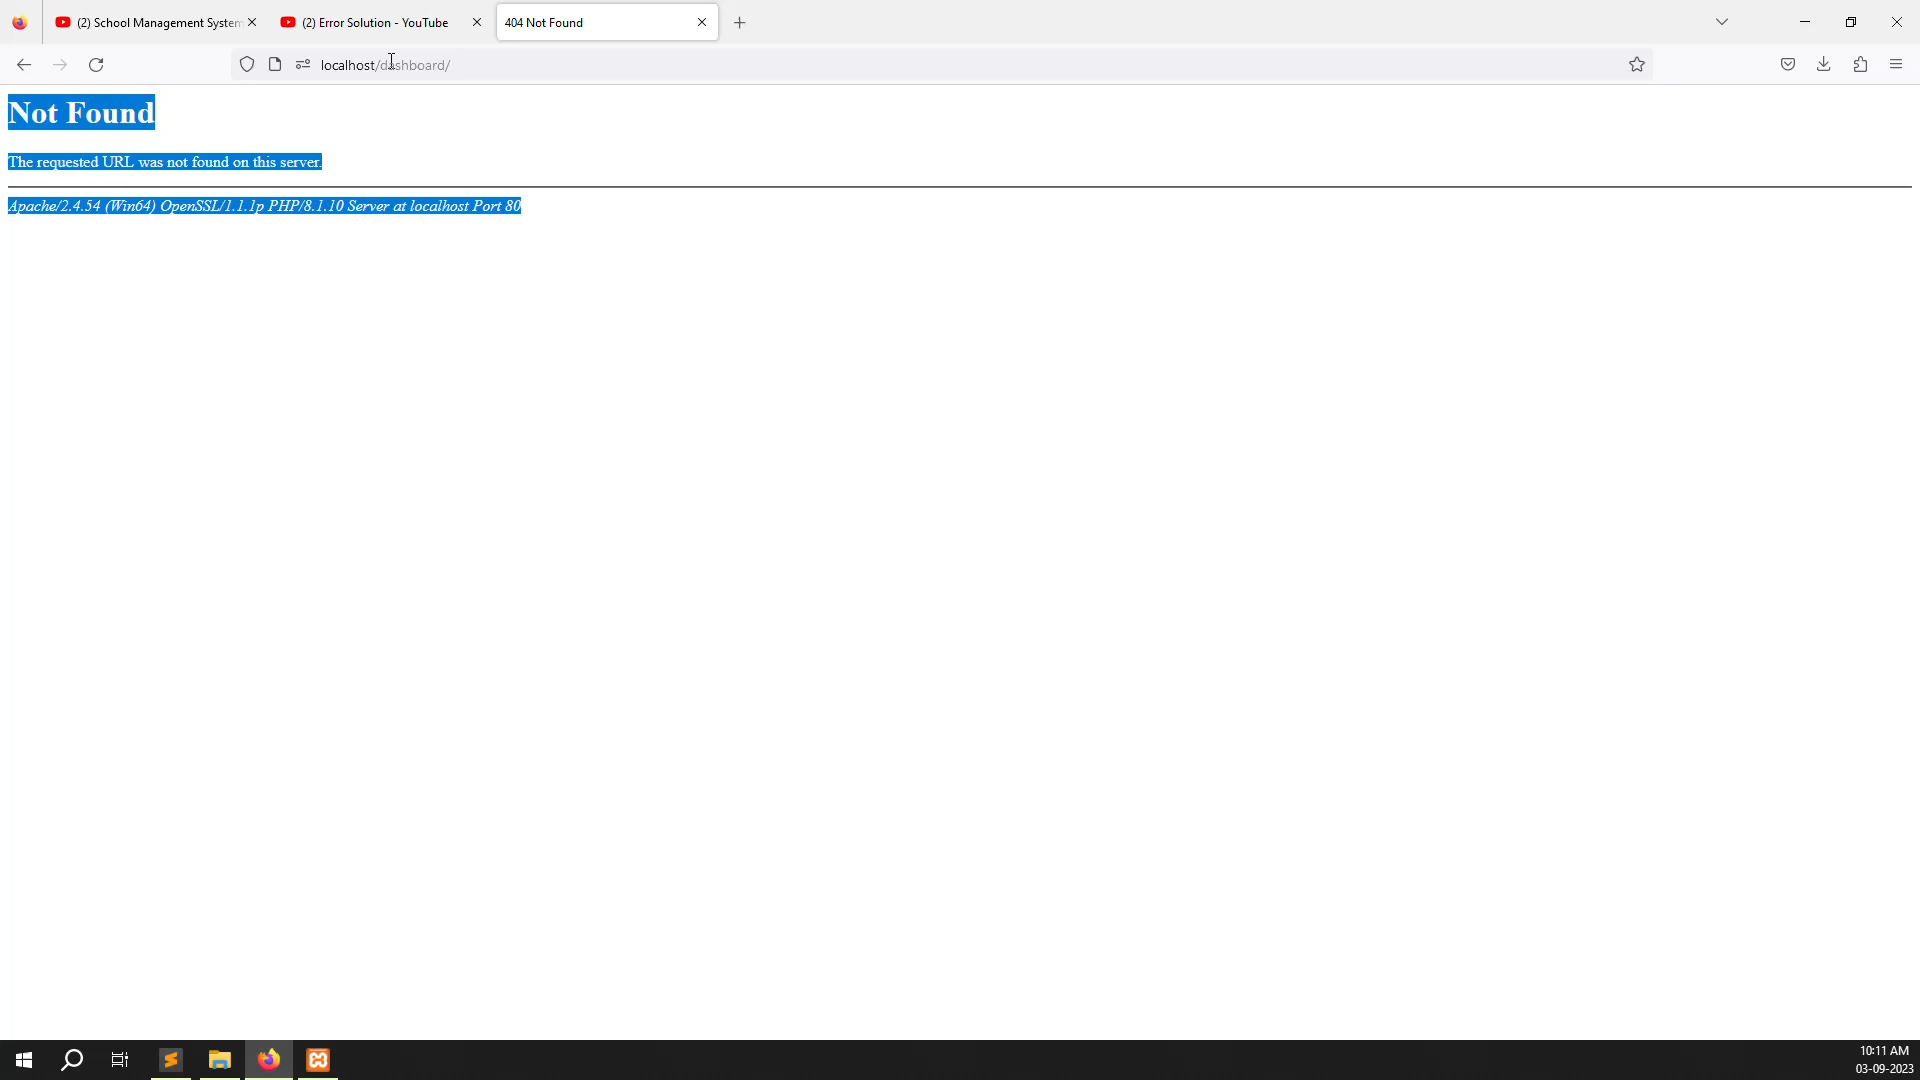 (2) School Management System
(2) Error Solution - YouTube
404 Not Found
localhost/dashboard/
Not Found
The requested URL was not found on this server.
Apache/2.4.54 (Win64) OpenSSL/1.1.1p PHP/8.1.10 Server at localhost Port 80
10:11 AM
03-09-2023